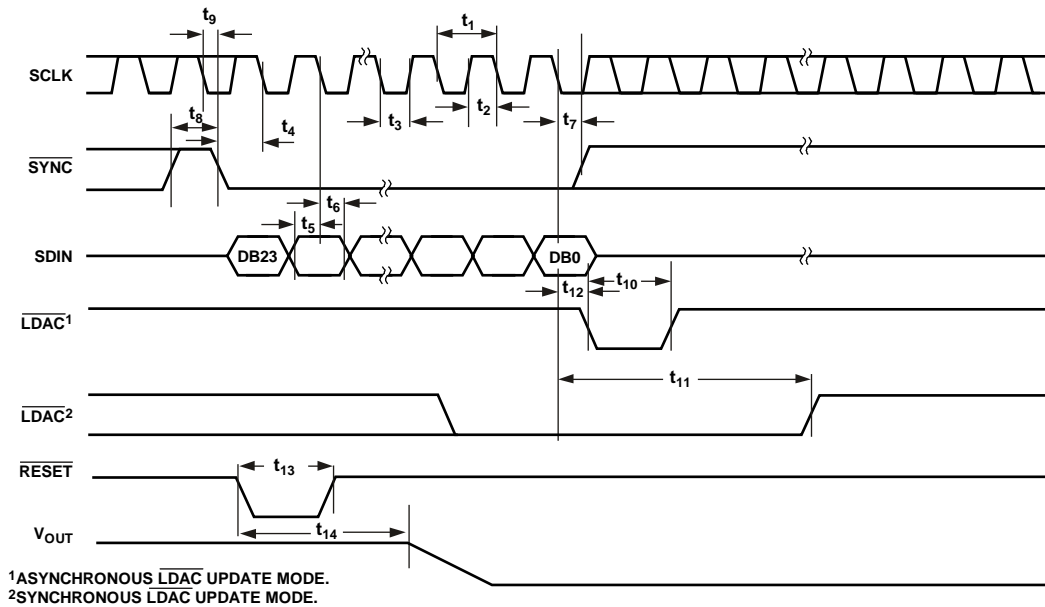 t9
t1
SCLK
t8
t4
t3
t2
t7
SYNC
t6
t5
SDIN
DB23
DB0
t12
t10
LDAC1
t11
LDAC2
RESET
t13
t14
VOUT
1ASYNCHRONOUS LDAC UPDATE MODE.
2SYNCHRONOUS LDAC UPDATE MODE.